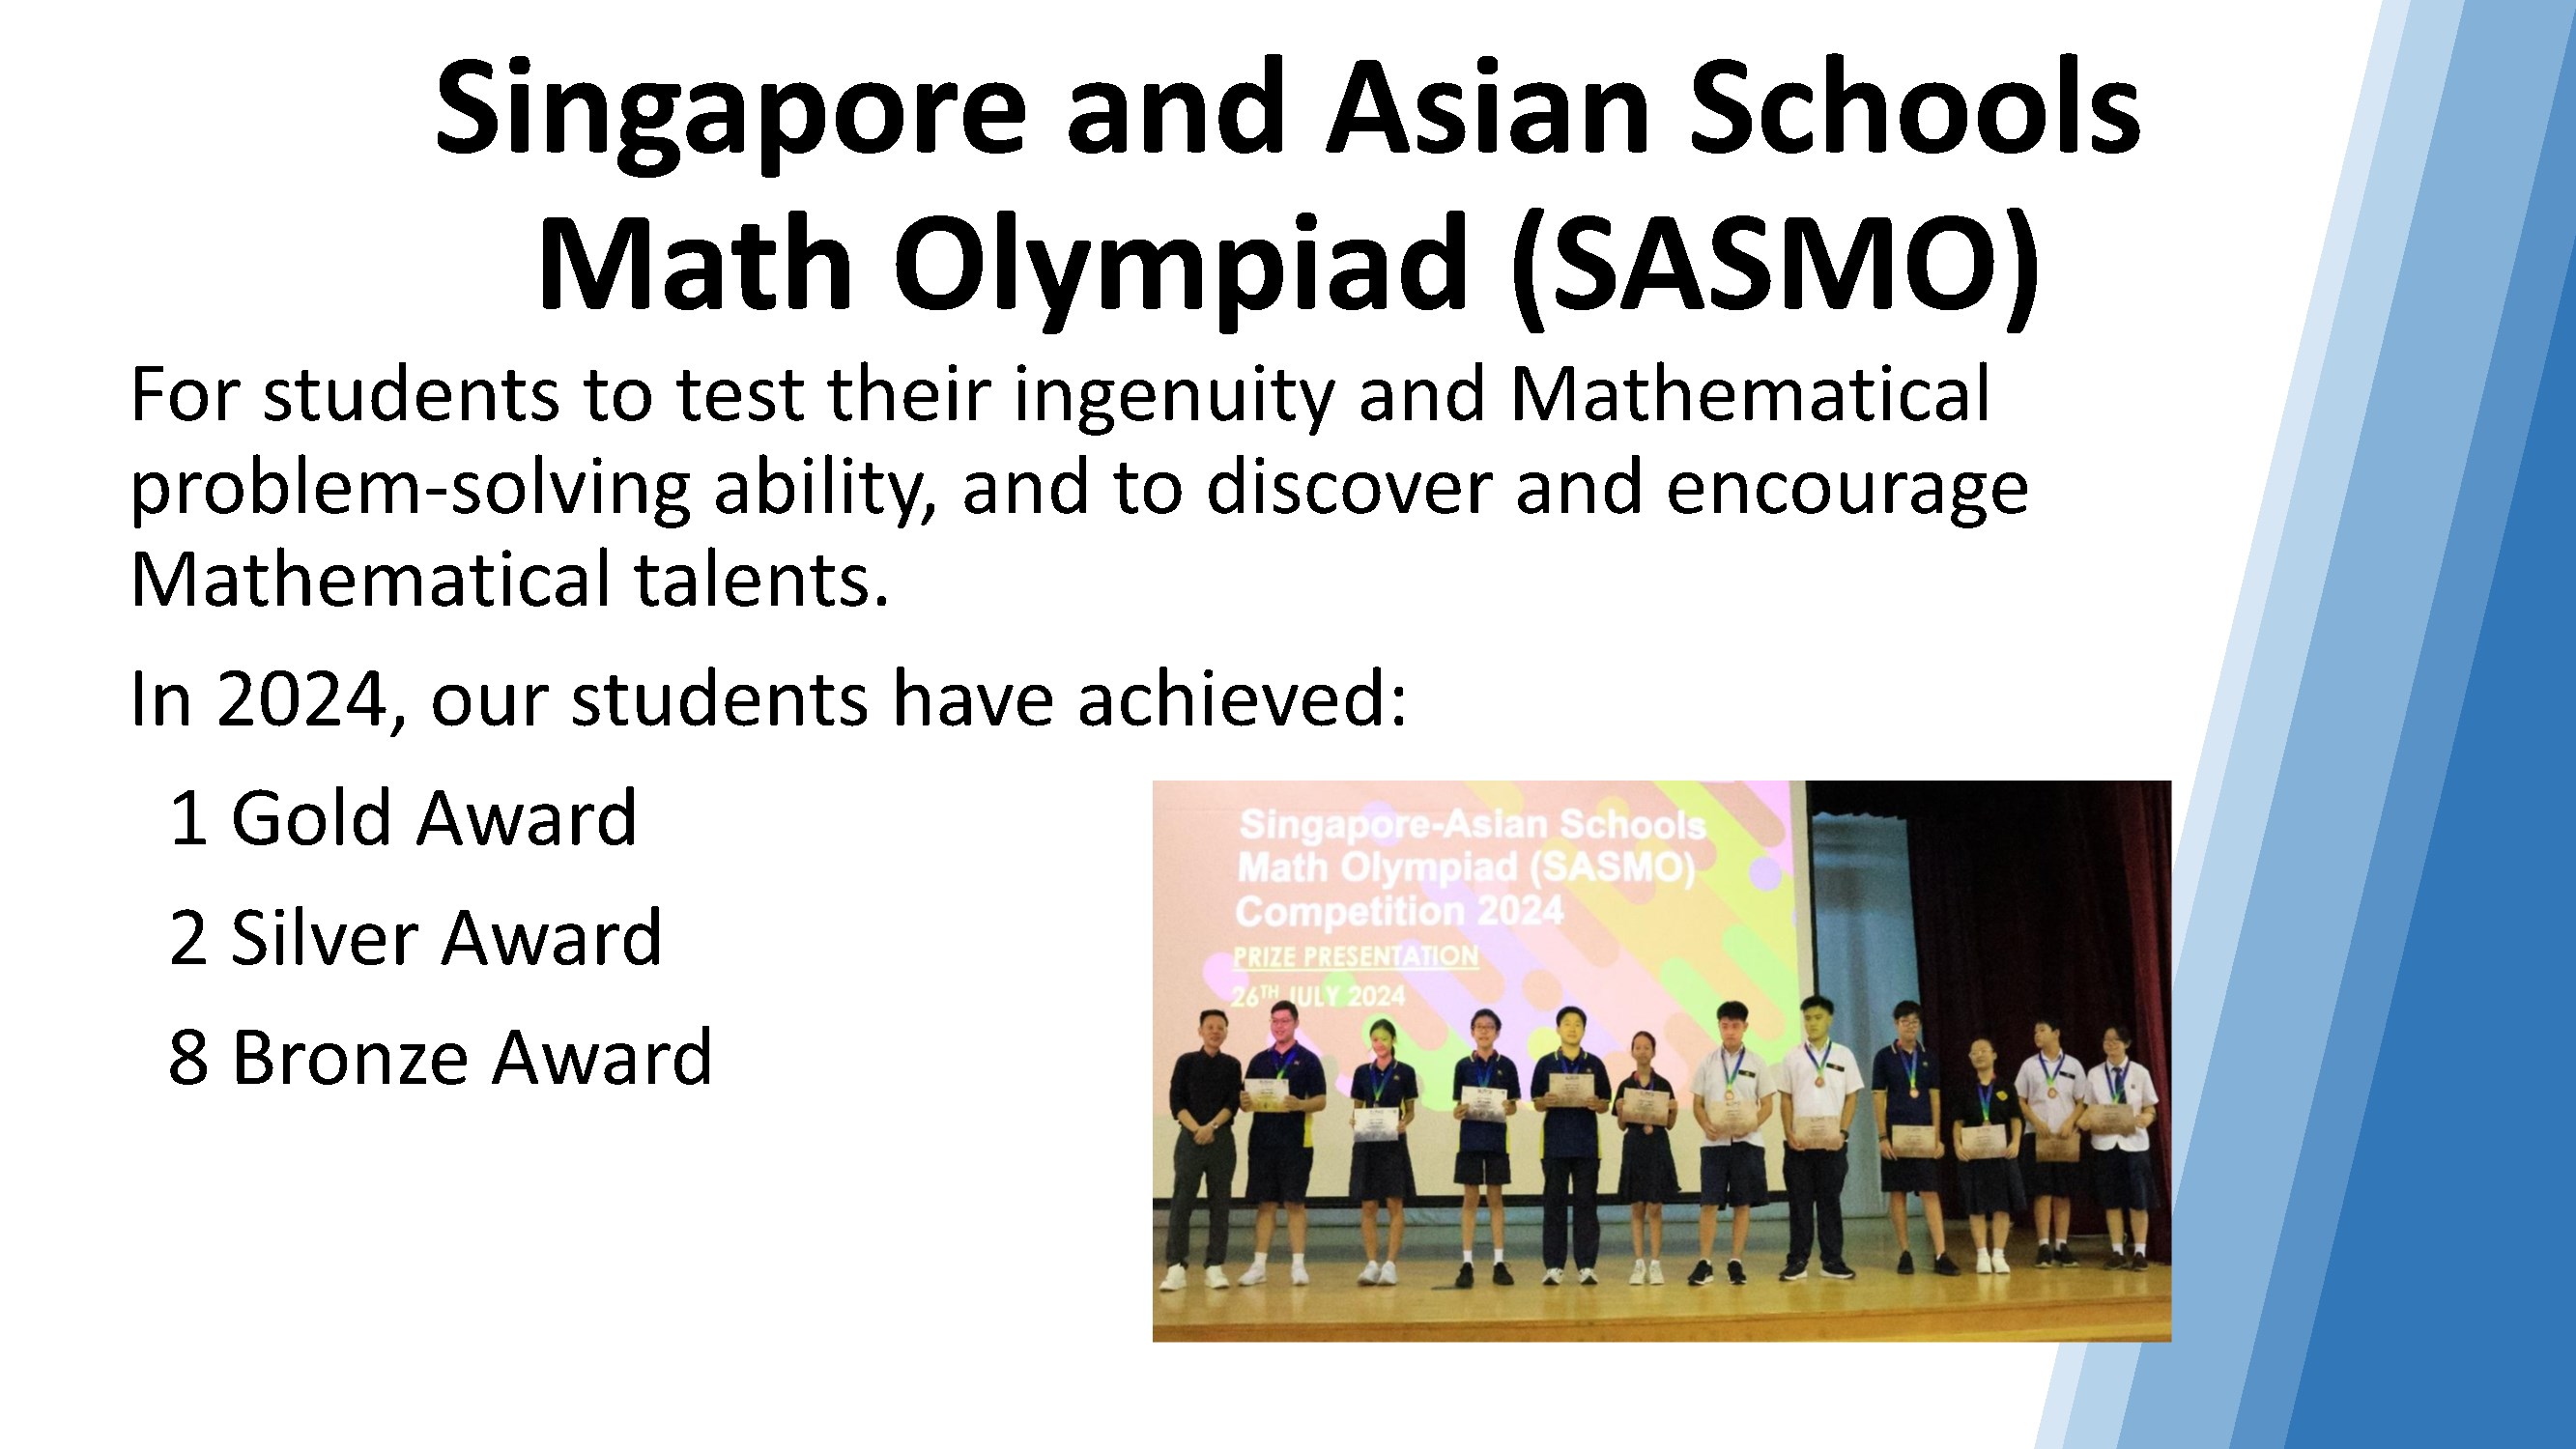 Singapore and Asian Schools
Math Olympiad (SASMO)
For students to test their ingenuity and Mathematical
problem-solving ability, and to discover and encourage
Mathematical talents.
In 2024, our students have achieved:
1 Gold Award
2 Silver Award
8 Bronze Award
Singapore-Asian Schools
Math Olympiad (SASMO)
Competition 2024
PRIZE PRESENTATION
26TH JULY 2024